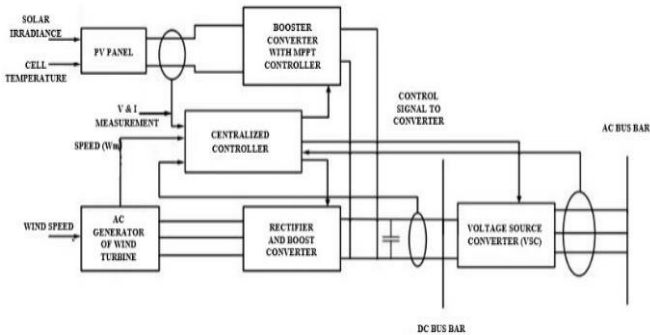 SOLAR
IRRADIANCE
CELL
TEMPERATURE
PV PANEL
BOOSTER
CONVERTER
WITH MPPT
CONTROLLER
V & I
MEASUREMENT
SPEED (Wm)
CENTRALIZED
CONTROLLER
CONTROL
SIGNAL TO
CONVERTER
AC BUS BAR
WIND SPEED
AC
GENERATOR
OF WIND
TURBINE
RECTIFIER
AND BOOST
CONVERTER
VOLTAGE SOURCE
CONVERTER (VSC)
DC BUS BAR